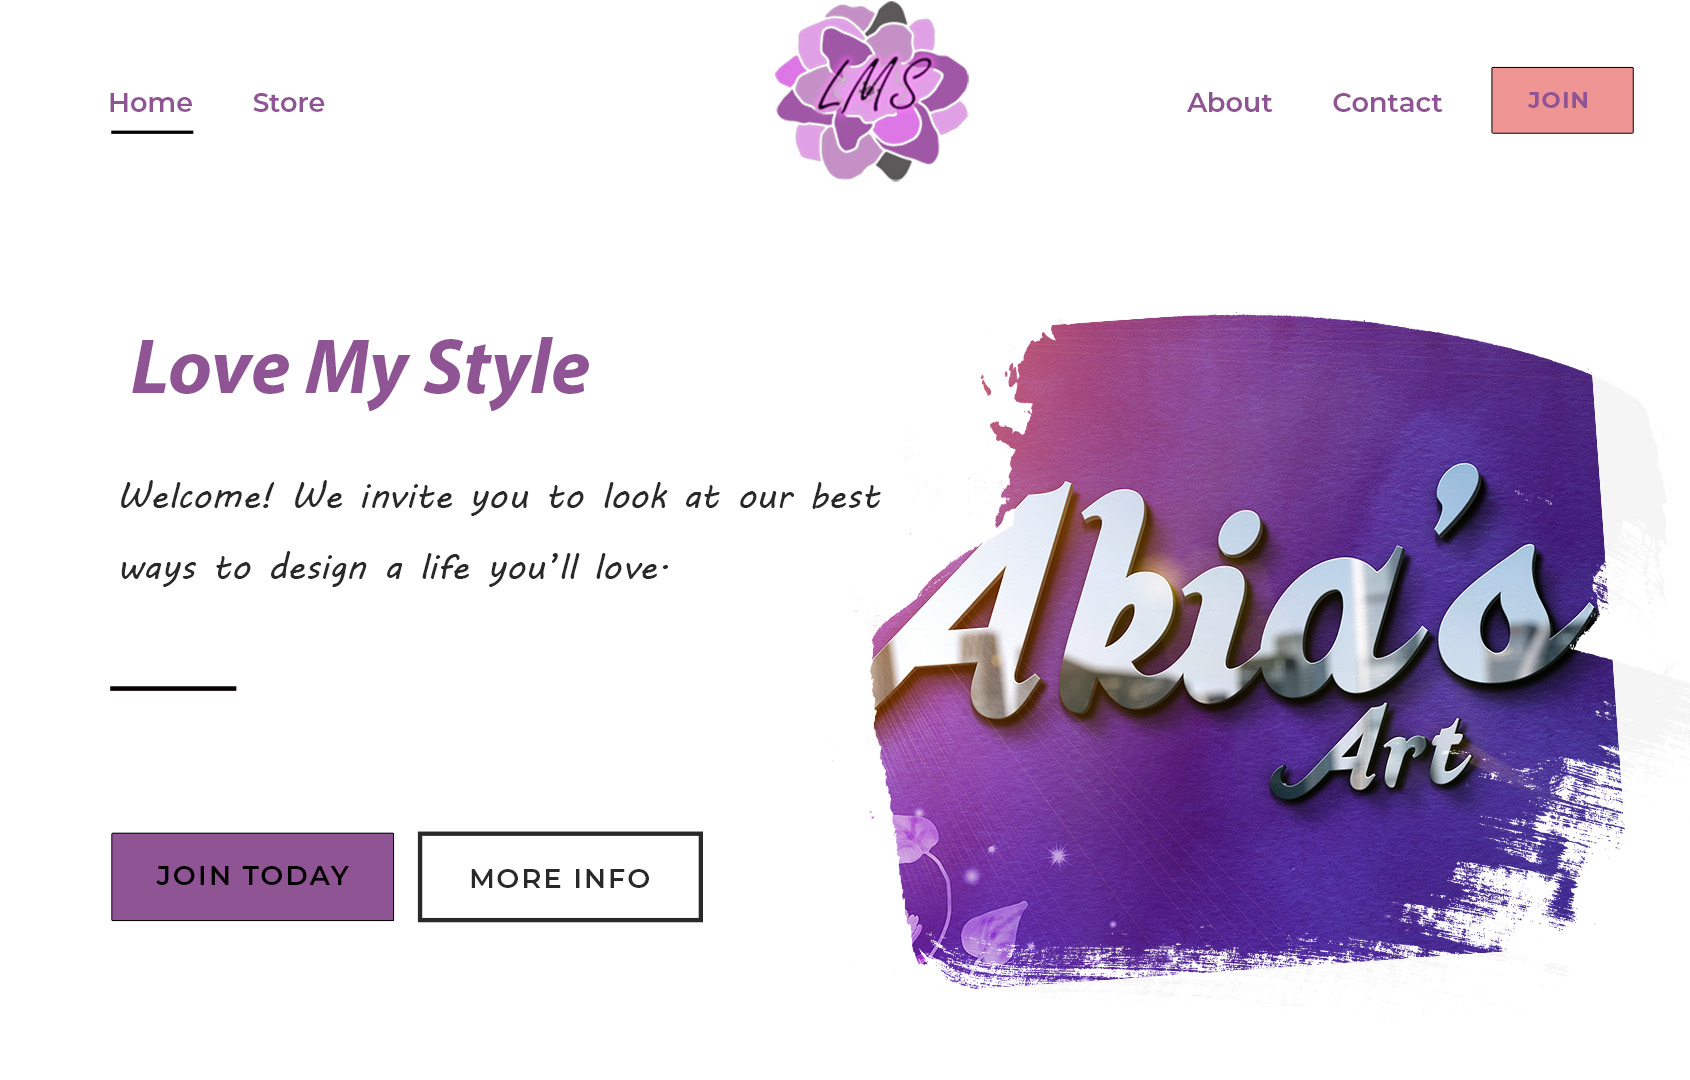 Home
Store
LMS
About
Contact
JOIN
Love My Style
Welcome! We invite you to look at our best
ways to design a life you’ll love.
Abia’s
Art
JOIN TODAY
MORE INFO